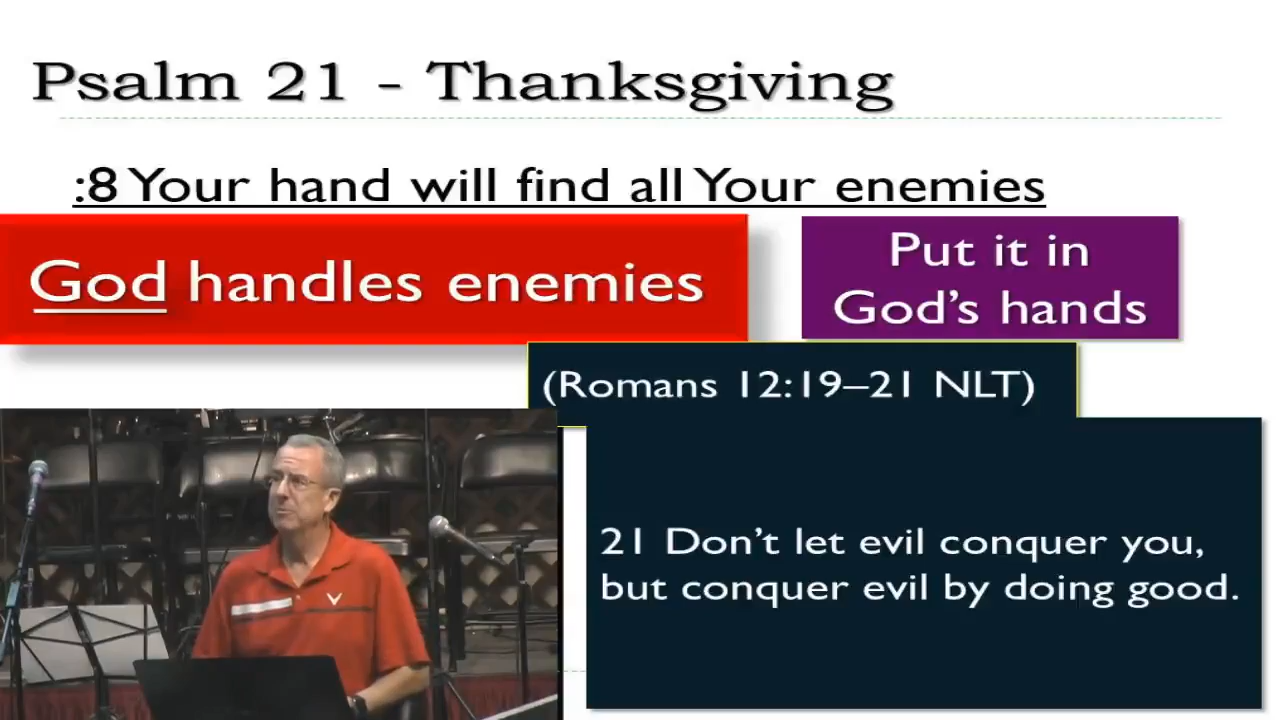 Psalm 21 - Thanksgiving
:8 Your hand will find all Your enemies
God handles enemies
Put it in
God's hands
(Romans 12:19–21 NLT)
21 Don't let evil conquer you,
but conquer evil by doing good.